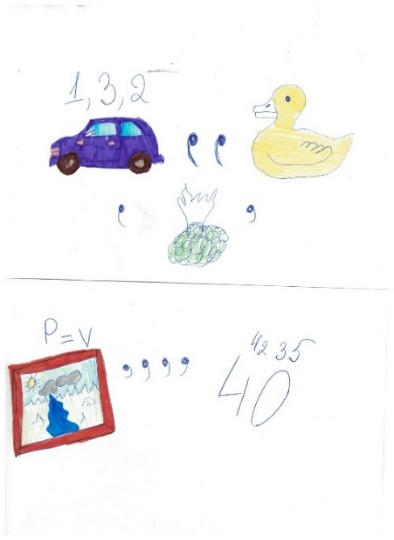 1, 3, 2
‘ ‘
‘ ,
P = V
, , , ,
42 35
40